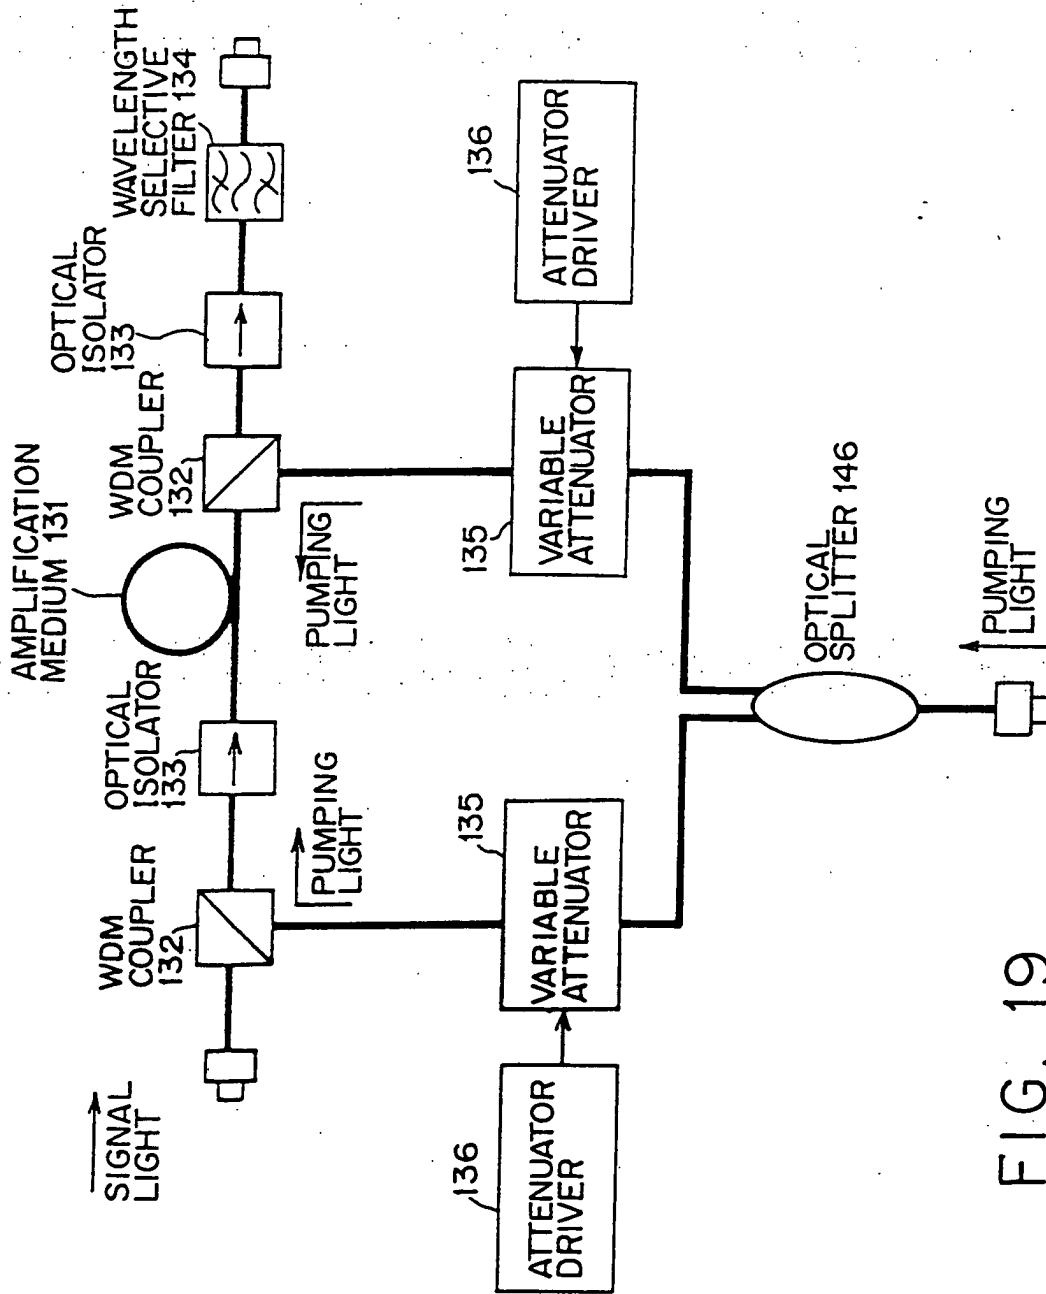 AMPLIFICATION
MEDIUM 131
SIGNAL
LIGHT
WDM
COUPLER
132
OPTICAL
ISOLATOR
133
WDM
COUPLER
132
OPTICAL
ISOLATOR
133
WAVELENGTH
SELECTIVE
FILTER 134
PUMPING
LIGHT
PUMPING
LIGHT
136
ATTENUATOR
DRIVER
135
VARIABLE
ATTENUATOR
135
VARIABLE
ATTENUATOR
136
ATTENUATOR
DRIVER
OPTICAL
SPLITTER 146
PUMPING
LIGHT
FIG. 19